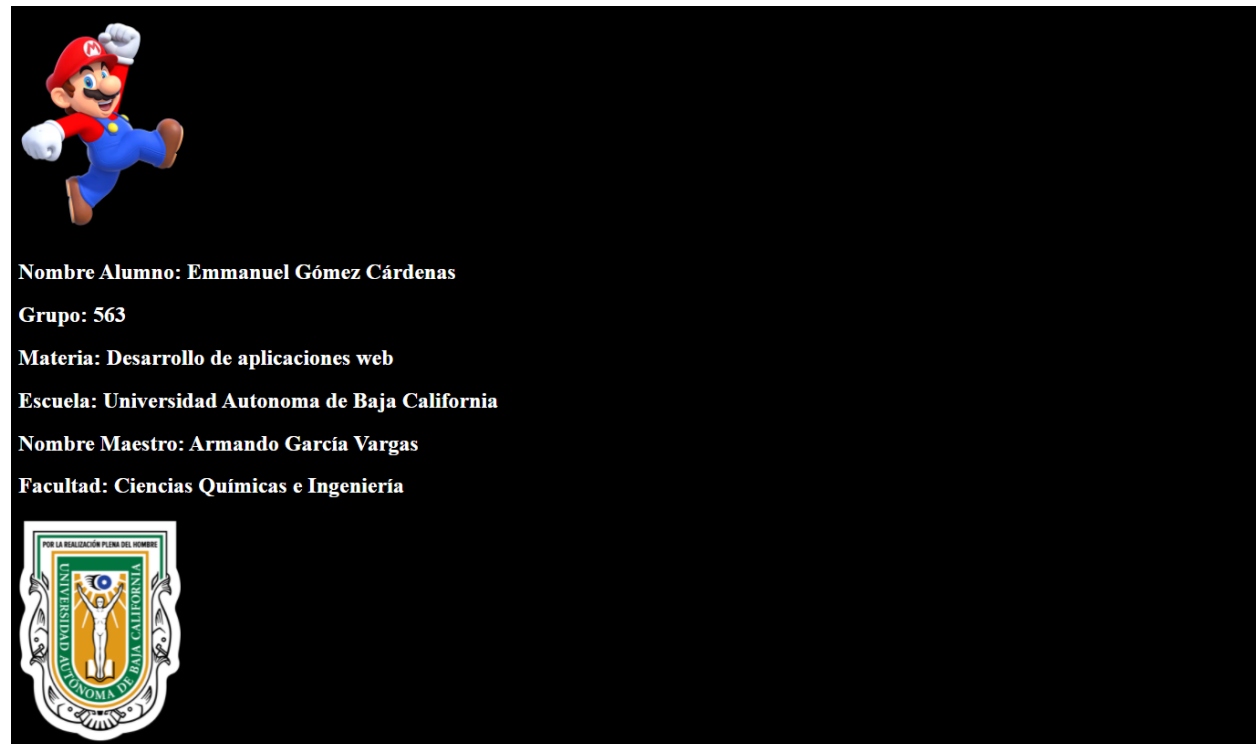 M
Nombre Alumno: Emmanuel Gómez Cárdenas
Grupo: 563
Materia: Desarrollo de aplicaciones web
Escuela: Universidad Autonoma de Baja California
Nombre Maestro: Armando García Vargas
Facultad: Ciencias Químicas e Ingeniería
POR LA REALIZACIÓN PLENA DEL HOMBRE
UNIVERSIDAD AUTÓNOMA DE BAJA CALIFORNIA